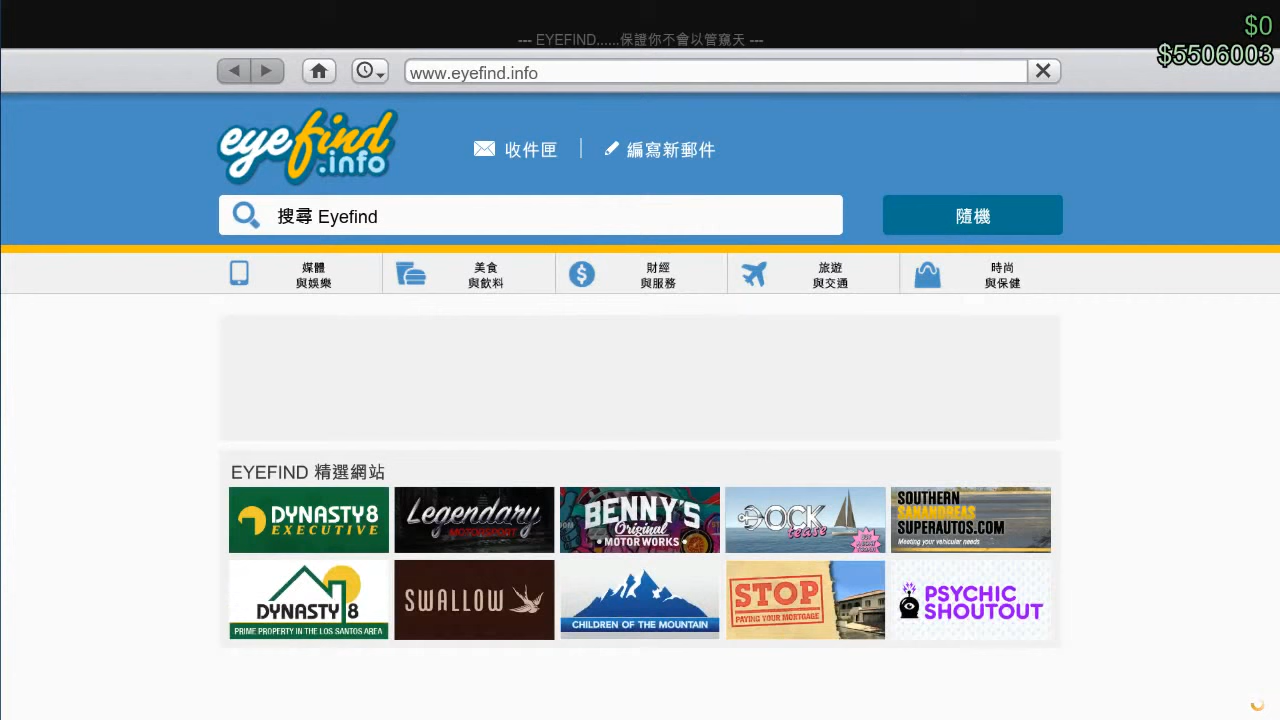 $0
--- EYEFIND......保證你不會以管窺天 ---
$5506003
www.eyefind.info
eyefind
.info
收件匣
編寫新郵件
搜尋 Eyefind
隨機
媒體
與娛樂
美食
與飲料
財經
與服務
旅遊
與交通
時尚
與保健
EYEFIND 精選網站
DYNASTY 8
EXECUTIVE
Legendary
MOTORSPORT
BENNY'S
Original
MOTOR WORKS
DOCK
tease
SOUTHERN
SANANDREAS
SUPERAUTOS.COM
Meeting your vehicular needs
DYNASTY 8
PRIME PROPERTY IN THE LOS SANTOS AREA
SWALLOW
CHILDREN OF THE MOUNTAIN
STOP
PAYING YOUR MORTGAGE
PSYCHIC
SHOUTOUT